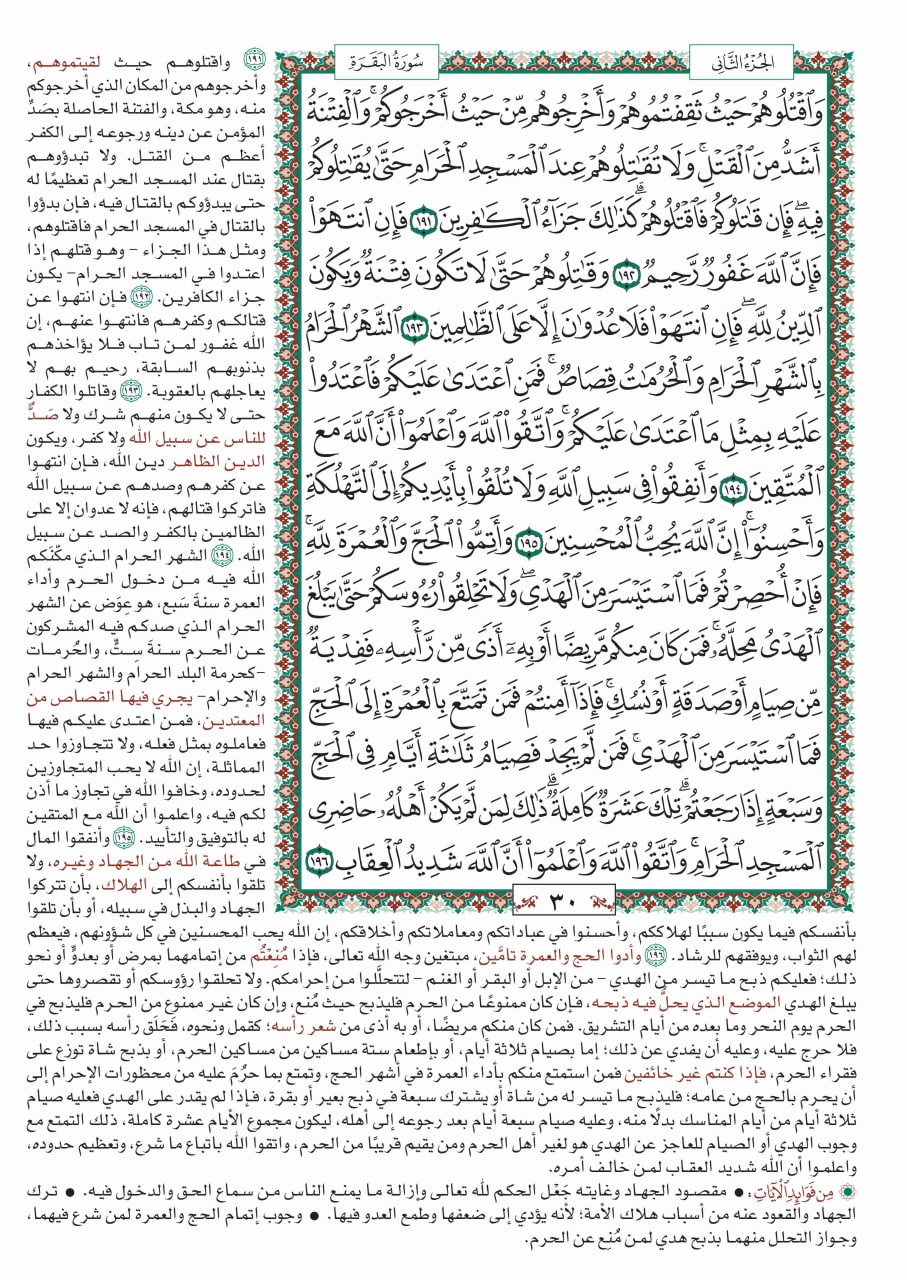 الجُزْءُ الثَّانِي
سُورَةُ البَقَرَةِ
وَاقْتُلُوهُمْ حَيْثُ ثَقِفْتُمُوهُمْ وَأَخْرِجُوهُم مِّنْ حَيْثُ أَخْرَجُوكُمْ ۚ وَالْفِتْنَةُ
أَشَدُّ مِنَ الْقَتْلِ ۚ وَلَا تُقَاتِلُوهُمْ عِندَ الْمَسْجِدِ الْحَرَامِ حَتَّىٰ يُقَاتِلُوكُمْ
فِيهِ ۖ فَإِن قَاتَلُوكُمْ فَاقْتُلُوهُمْ ۗ كَذَٰلِكَ جَزَاءُ الْكَافِرِينَ ١٩١ فَإِنِ انتَهَوْا
فَإِنَّ اللَّهَ غَفُورٌ رَّحِيمٌ ١٩٢ وَقَاتِلُوهُمْ حَتَّىٰ لَا تَكُونَ فِتْنَةٌ وَيَكُونَ
الدِّينُ لِلَّهِ ۖ فَإِنِ انتَهَوْا فَلَا عُدْوَانَ إِلَّا عَلَى الظَّالِمِينَ ١٩٣ الشَّهْرُ الْحَرَامُ
بِالشَّهْرِ الْحَرَامِ وَالْحُرُمَاتُ قِصَاصٌ ۚ فَمَنِ اعْتَدَىٰ عَلَيْكُمْ فَاعْتَدُوا
عَلَيْهِ بِمِثْلِ مَا اعْتَدَىٰ عَلَيْكُمْ ۚ وَاتَّقُوا اللَّهَ وَاعْلَمُوا أَنَّ اللَّهَ مَعَ
الْمُتَّقِينَ ١٩٤ وَأَنفِقُوا فِي سَبِيلِ اللَّهِ وَلَا تُلْقُوا بِأَيْدِيكُمْ إِلَى التَّهْلُكَةِ
وَأَحْسِنُوا ۛ إِنَّ اللَّهَ يُحِبُّ الْمُحْسِنِينَ ١٩٥ وَأَتِمُّوا الْحَجَّ وَالْعُمْرَةَ لِلَّهِ ۚ
فَإِنْ أُحْصِرْتُمْ فَمَا اسْتَيْسَرَ مِنَ الْهَدْيِ ۖ وَلَا تَحْلِقُوا رُءُوسَكُمْ حَتَّىٰ يَبْلُغَ
الْهَدْيُ مَحِلَّهُ ۚ فَمَن كَانَ مِنكُم مَّرِيضًا أَوْ بِهِ أَذًى مِّن رَّأْسِهِ فَفِدْيَةٌ
مِّن صِيَامٍ أَوْ صَدَقَةٍ أَوْ نُسُكٍ ۚ فَإِذَا أَمِنتُمْ فَمَن تَمَتَّعَ بِالْعُمْرَةِ إِلَى الْحَجِّ
فَمَا اسْتَيْسَرَ مِنَ الْهَدْيِ ۚ فَمَن لَّمْ يَجِدْ فَصِيَامُ ثَلَاثَةِ أَيَّامٍ فِي الْحَجِّ
وَسَبْعَةٍ إِذَا رَجَعْتُمْ ۗ تِلْكَ عَشَرَةٌ كَامِلَةٌ ۗ ذَٰلِكَ لِمَن لَّمْ يَكُنْ أَهْلُهُ حَاضِرِي
الْمَسْجِدِ الْحَرَامِ ۚ وَاتَّقُوا اللَّهَ وَاعْلَمُوا أَنَّ اللَّهَ شَدِيدُ الْعِقَابِ ١٩٦
٣٠
١٩١ واقتلوهم حيث لقيتموهم،
وأخرجوهم من المكان الذي أخرجوكم
منه، وهو مكة، والفتنة الحاصلة بصَدِّ
المؤمن عن دينه ورجوعه إلى الكفر
أعظم من القتل. ولا تبدؤوهم
بقتال عند المسجد الحرام تعظيمًا له
حتى يبدؤوكم بالقتال فيه، فإن بدؤوا
بالقتال في المسجد الحرام فاقتلوهم،
ومثل هذا الجزاء - وهو قتلهم إذا
اعتدوا في المسجد الحرام- يكون
جزاء الكافرين. ١٩٢ فإن انتهوا عن
قتالكم وكفرهم فانتهوا عنهم، إن
الله غفور لمن تاب فلا يؤاخذهم
بذنوبهم السابقة، رحيم بهم لا
يعاجلهم بالعقوبة. ١٩٣ وقاتلوا الكفار
حتى لا يكون منهم شرك ولا صَدٌّ
للناس عن سبيل الله ولا كفر، ويكون
الدين الظاهر دين الله، فإن انتهوا
عن كفرهم وصدهم عن سبيل الله
فاتركوا قتالهم، فإنه لا عدوان إلا على
الظالمين بالكفر والصد عن سبيل
الله. ١٩٤ الشهر الحرام الذي مكّنكم
الله فيه من دخول الحرم وأداء
العمرة سنةَ سَبع، هو عِوَض عن الشهر
الحرام الذي صدكم فيه المشركون
عن الحرم سنةَ سِتٍّ، والحُرمات
-كحرمة البلد الحرام والشهر الحرام
والإحرام- يجري فيها القصاص من
المعتدين، فمن اعتدى عليكم فيها
فعاملوه بمثل فعله، ولا تتجاوزوا حد
المماثلة، إن الله لا يحب المتجاوزين
لحدوده، وخافوا الله في تجاوز ما أذن
لكم فيه، واعلموا أن الله مع المتقين
له بالتوفيق والتأييد. ١٩٥ وأنفقوا المال
في طاعة الله من الجهاد وغيره، ولا
تلقوا بأنفسكم إلى الهلاك، بأن تتركوا
الجهاد والبذل في سبيله، أو بأن تلقوا
بأنفسكم فيما يكون سببًا لهلاككم، وأحسنوا في عباداتكم ومعاملاتكم وأخلاقكم، إن الله يحب المحسنين في كل شؤونهم، فيعظم
لهم الثواب، ويوفقهم للرشاد. ١٩٦ وأدوا الحج والعمرة تامَّين، مبتغين وجه الله تعالى، فإذا مُنِعْتُم من إتمامهما بمرض أو بعدوٍّ أو نحو
ذلك؛ فعليكم ذبح ما تيسر من الهدي - من الإبل أو البقر أو الغنم - لتتحلَّلوا من إحرامكم. ولا تحلقوا رؤوسكم أو تقصروها حتى
يبلغ الهدي الموضع الذي يحلُّ فيه ذبحه، فإن كان ممنوعًا من الحرم فليذبح حيث مُنع، وإن كان غير ممنوع من الحرم فليذبح في
الحرم يوم النحر وما بعده من أيام التشريق. فمن كان منكم مريضًا، أو به أذى من شعر رأسه؛ كقمل ونحوه، فَحَلَق رأسه بسبب ذلك،
فلا حرج عليه، وعليه أن يفدي عن ذلك؛ إما بصيام ثلاثة أيام، أو بإطعام ستة مساكين من مساكين الحرم، أو بذبح شاة توزع على
فقراء الحرم، فإذا كنتم غير خائفين فمن استمتع منكم بأداء العمرة في أشهر الحج، وتمتع بما حرُمَ عليه من محظورات الإحرام إلى
أن يحرم بالحج من عامه؛ فليذبح ما تيسر له من شاة أو يشترك سبعة في ذبح بعير أو بقرة، فإذا لم يقدر على الهدي فعليه صيام
ثلاثة أيام من أيام المناسك بدلًا منه، وعليه صيام سبعة أيام بعد رجوعه إلى أهله، ليكون مجموع الأيام عشرة كاملة، ذلك التمتع مع
وجوب الهدي أو الصيام للعاجز عن الهدي هو لغير أهل الحرم ومن يقيم قريبًا من الحرم، واتقوا الله باتباع ما شرع، وتعظيم حدوده،
واعلموا أن الله شديد العقاب لمن خالف أمره.
مِن فَوَائِدِ الْآيَاتِ: • مقصود الجهاد وغايته جَعْل الحكم لله تعالى وإزالة ما يمنع الناس من سماع الحق والدخول فيه. • ترك
الجهاد والقعود عنه من أسباب هلاك الأمة؛ لأنه يؤدي إلى ضعفها وطمع العدو فيها. • وجوب إتمام الحج والعمرة لمن شرع فيهما،
وجواز التحلل منهما بذبح هدي لمن مُنِع عن الحرم.